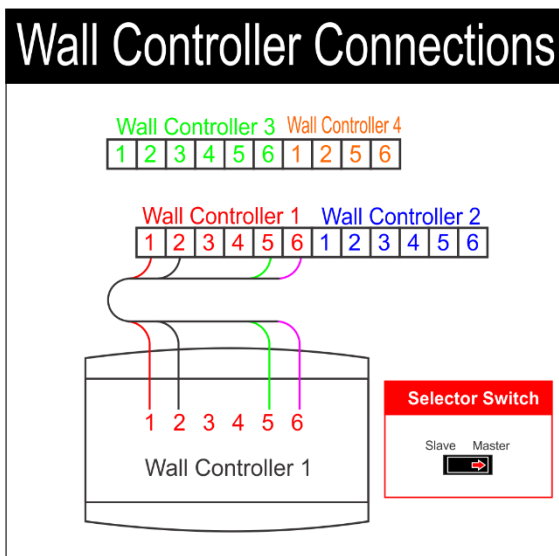 Wall Controller Connections
Wall Controller 3 Wall Controller 4
1 2 3 4 5 6 1 2 5 6
Wall Controller 1 Wall Controller 2
1 2 3 4 5 6 1 2 3 4 5 6
1 2 3 4 5 6
Wall Controller 1
Selector Switch
Slave Master